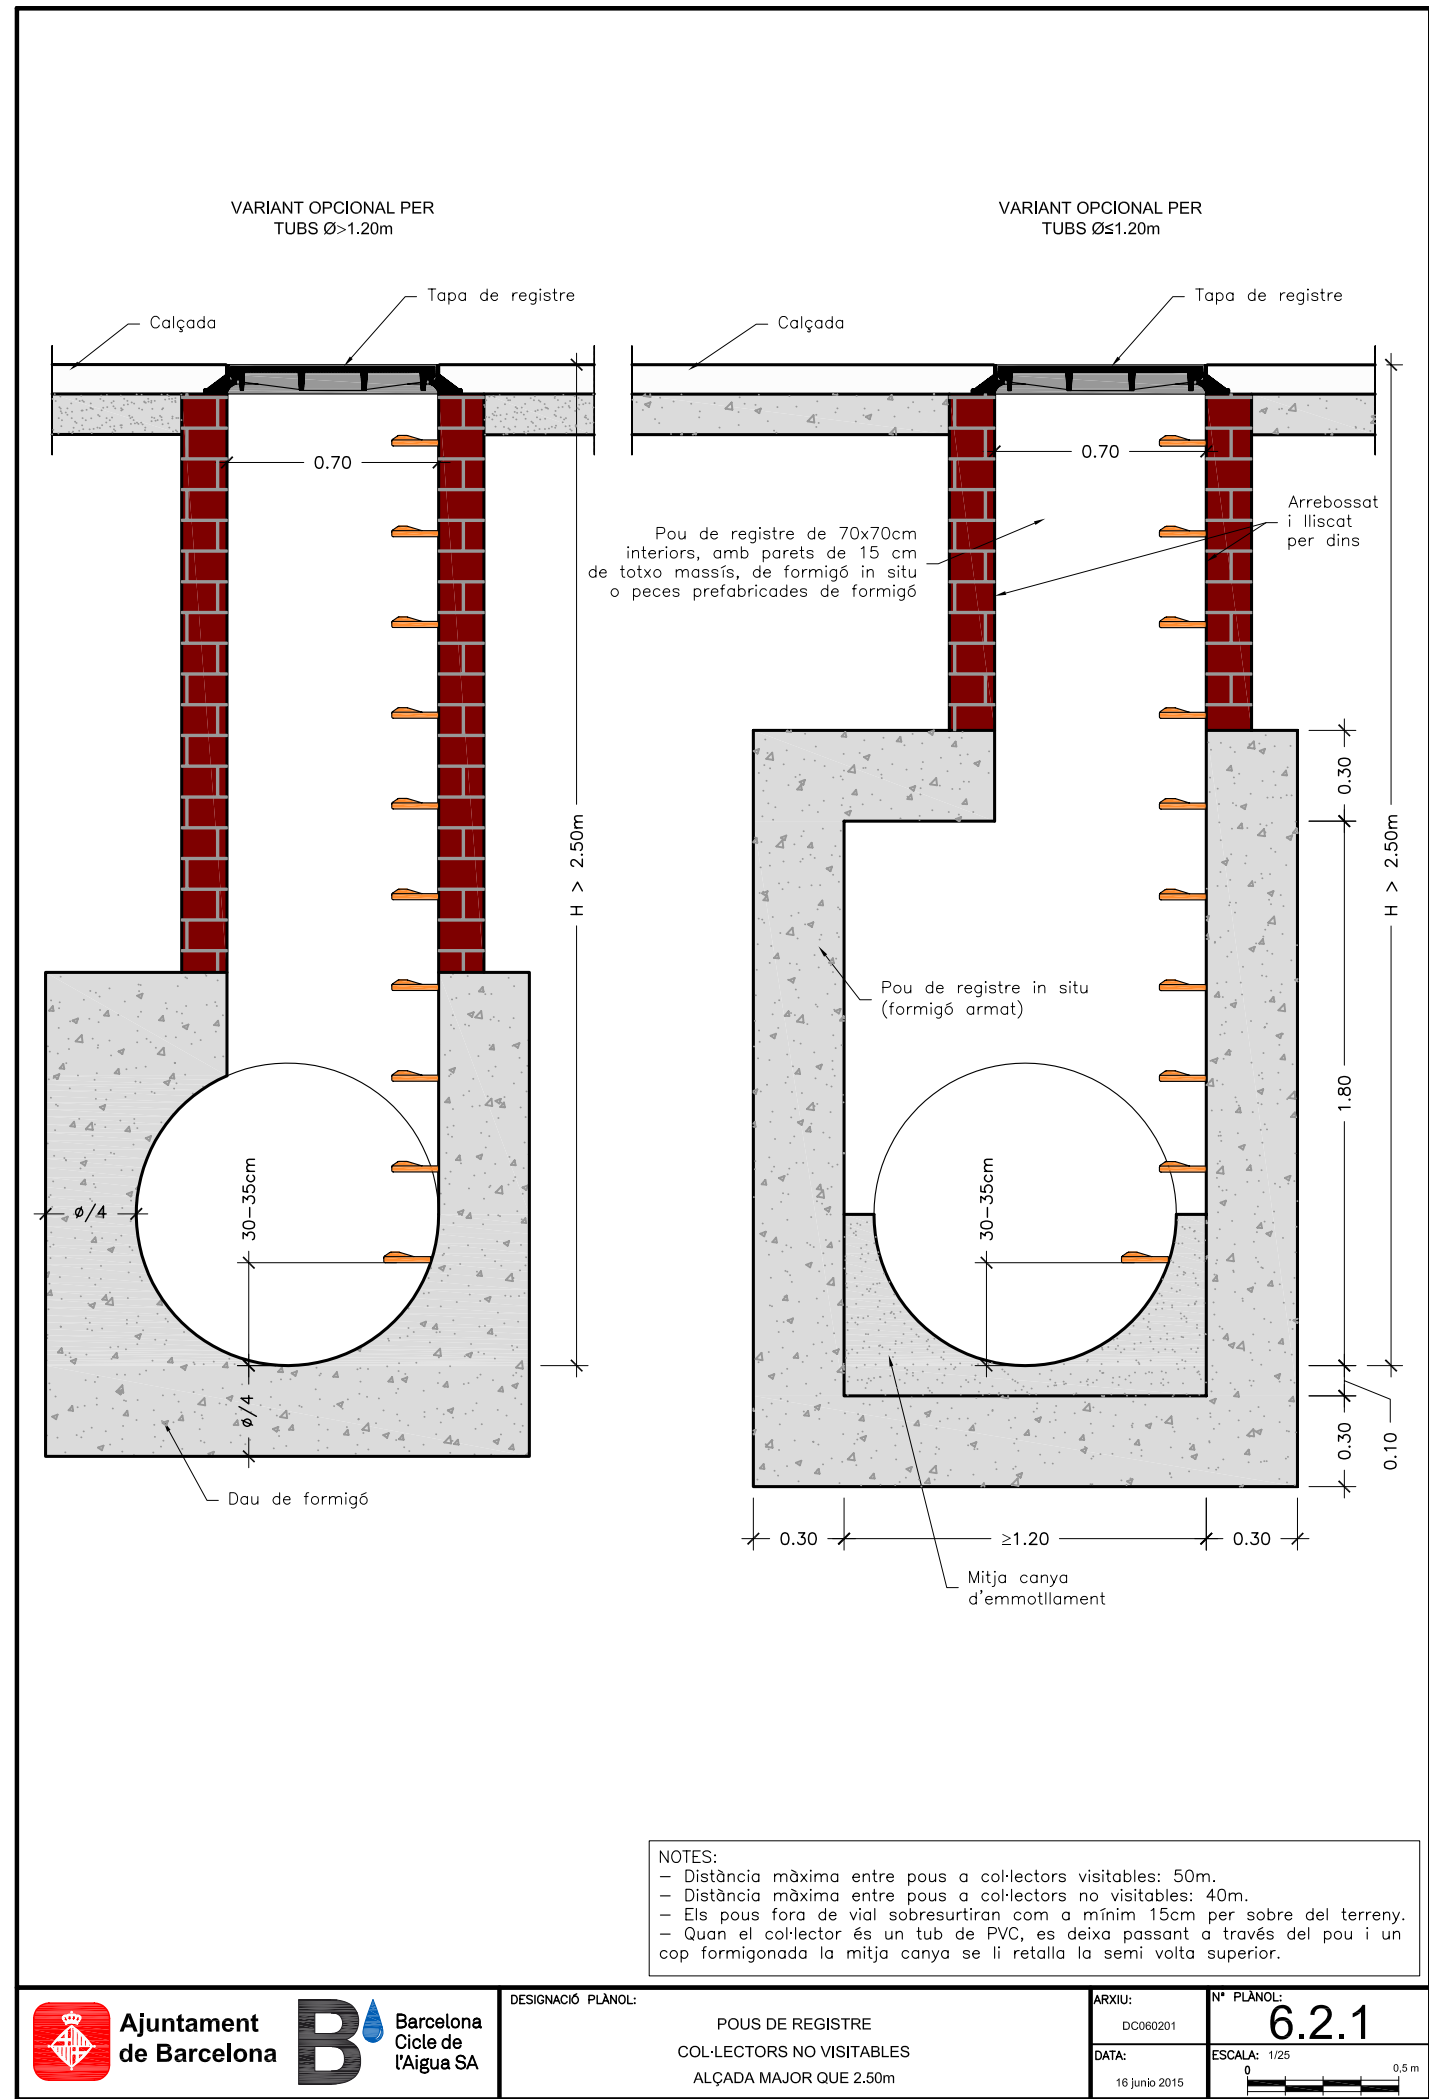 VARIANT OPCIONAL PER
TUBS Ø>1.20m
Tapa de registre
Calçada
0.70
H > 2.50m
30-35cm
ø/4
ø/4
Dau de formigó
VARIANT OPCIONAL PER
TUBS Ø≤1.20m
Tapa de registre
Calçada
0.70
Arrebossat
i lliscat
per dins
Pou de registre de 70x70cm
interiors, amb parets de 15 cm
de totxo massís, de formigó in situ
o peces prefabricades de formigó
0.30
H > 2.50m
Pou de registre in situ
(formigó armat)
1.80
30-35cm
0.30
0.10
0.30
≥1.20
0.30
Mitja canya
d'emmotllament
NOTES:
- Distància màxima entre pous a col·lectors visitables: 50m.
- Distància màxima entre pous a col·lectors no visitables: 40m.
- Els pous fora de vial sobresurtiran com a mínim 15cm per sobre del terreny.
- Quan el col·lector és un tub de PVC, es deixa passant a través del pou i un
cop formigonada la mitja canya se li retalla la semi volta superior.
Ajuntament
de Barcelona
B
Barcelona
Cicle de
l'Aigua SA
DESIGNACIÓ PLÀNOL:
POUS DE REGISTRE
COL·LECTORS NO VISITABLES
ALÇADA MAJOR QUE 2.50m
ARXIU:
DC060201
DATA:
16 junio 2015
Nº PLÀNOL:
6.2.1
ESCALA: 1/25
0
0,5 m